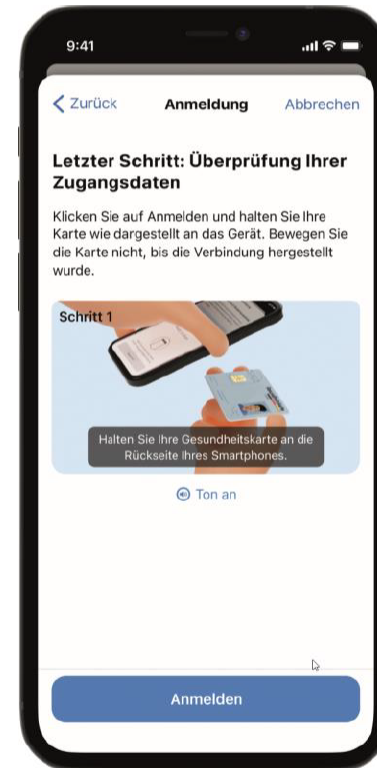 9:41
Zurück Anmeldung Abbrechen
Letzter Schritt: Überprüfung Ihrer
Zugangsdaten
Klicken Sie auf Anmelden und halten Sie Ihre
Karte wie dargestellt an das Gerät. Bewegen Sie
die Karte nicht, bis die Verbindung hergestellt
wurde.
Schritt 1
Halten Sie Ihre Gesundheitskarte an die
Rückseite Ihres Smartphones.
Ton an
Anmelden